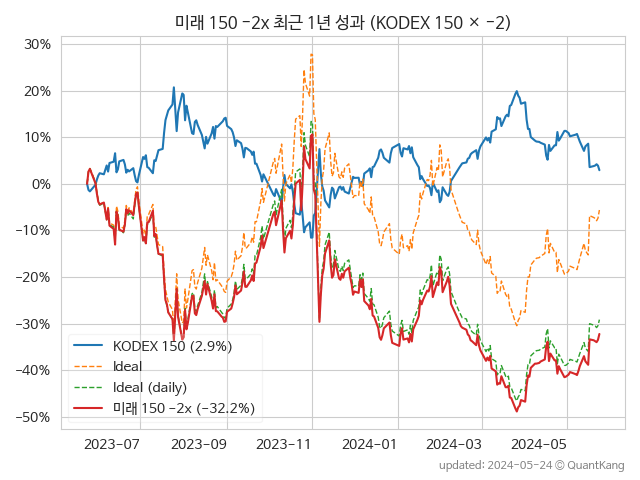 미래 150 −2x 최근 1년 성과 (KODEX 150 × −2)
30%
20%
10%
0%
−10%
−20%
−30%
−40%
−50%
KODEX 150 (2.9%)
Ideal
Ideal (daily)
미래 150 −2x (−32.2%)
2023-07 2023-09 2023-11 2024-01 2024-03 2024-05
updated: 2024-05-24 © QuantKang